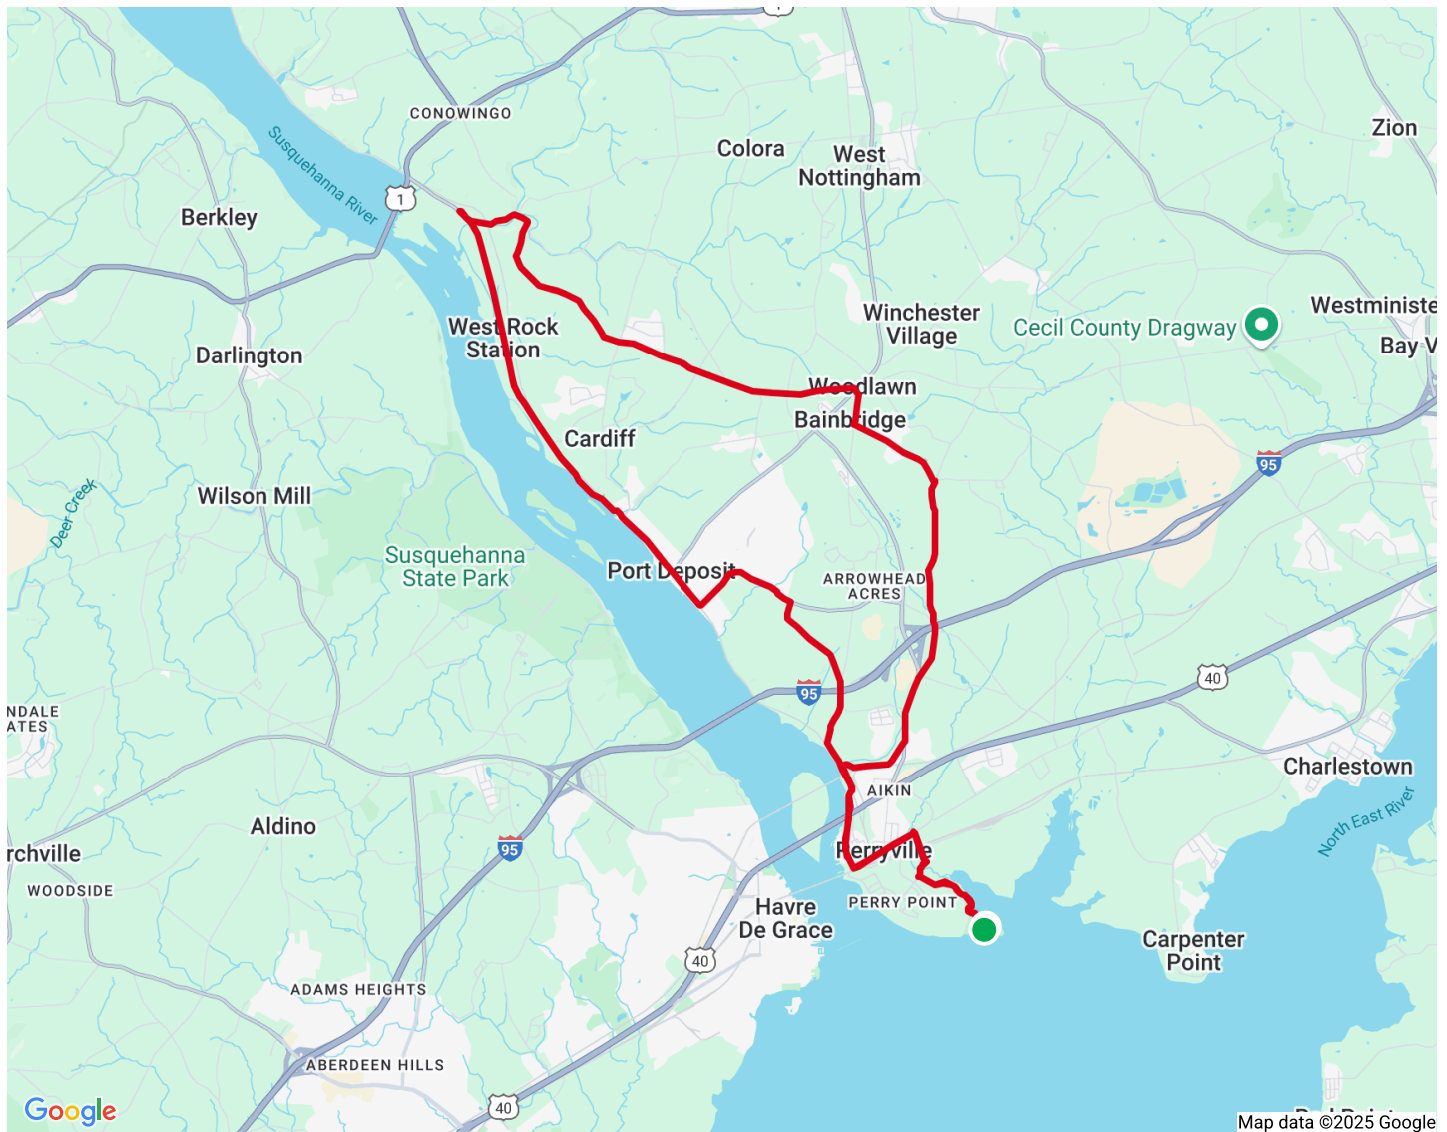 1
CONOWINGO
Zion
Colora
West
Nottingham
Susquehanna River
1
Berkley
Westministe
Winchester
Village
Cecil County Dragway
West Rock
Station
Bay V
Darlington
Woodlawn
Bainbridge
Cardiff
95
Wilson Mill
Deer Creek
Susquehanna
State Park
Port Deposit
ARROWHEAD
ACRES
40
95
NDALE
ATES
Charlestown
AIKIN
North East River
Aldino
95
Perryville
rchville
WOODSIDE
PERRY POINT
Havre
De Grace
Carpenter
Point
40
ADAMS HEIGHTS
ABERDEEN HILLS
40
Google
Map data ©2025 Google